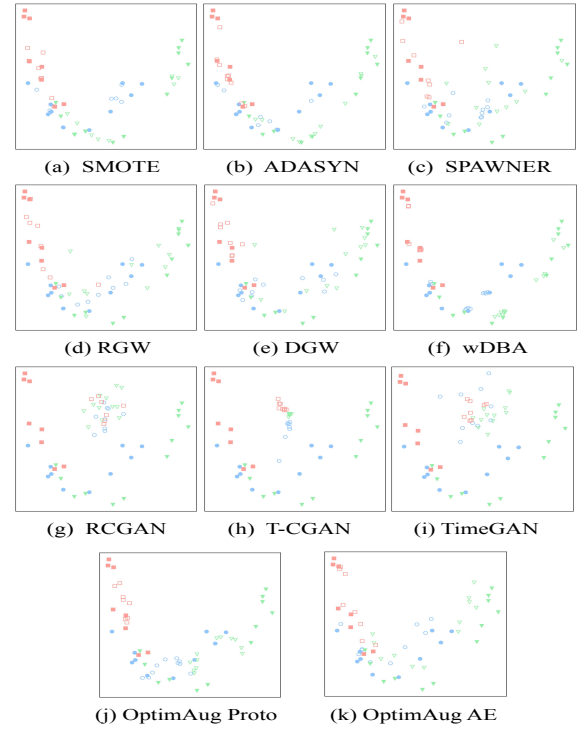 (a) SMOTE
(b) ADASYN
(c) SPAWNER
(d) RGW
(e) DGW
(f) wDBA
(g) RCGAN
(h) T-CGAN
(i) TimeGAN
(j) OptimAug Proto
(k) OptimAug AE